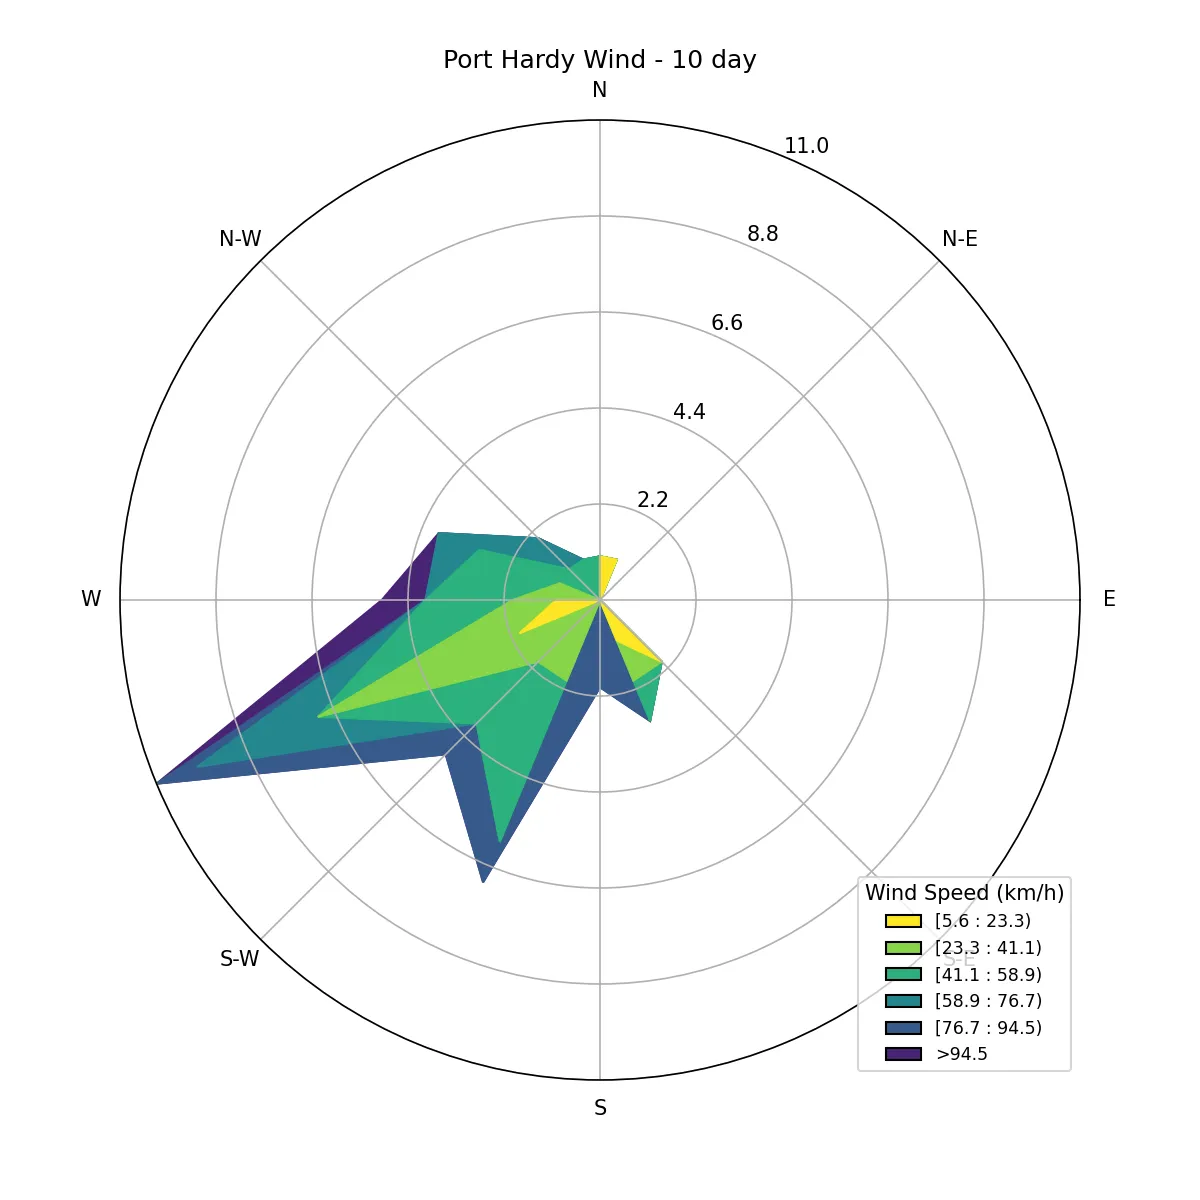 Port Hardy Wind - 10 day
N
11.0
8.8
N-W
N-E
6.6
4.4
2.2
W
E
Wind Speed (km/h)
[5.6 : 23.3)
[23.3 : 41.1)
S-W
S-E
[41.1 : 58.9)
[58.9 : 76.7)
[76.7 : 94.5)
>94.5
S